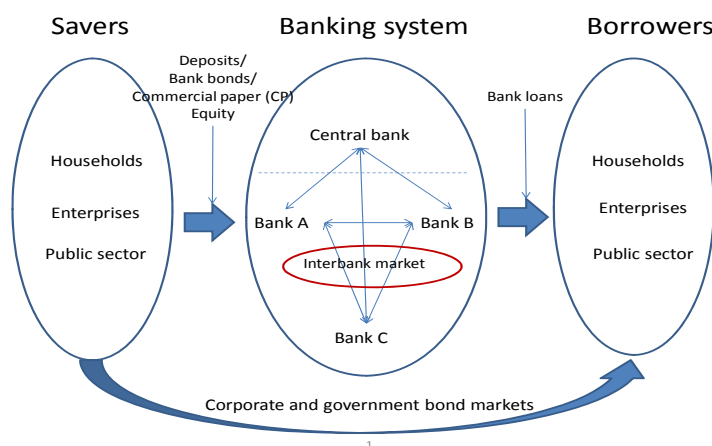 Savers
Banking system
Borrowers
Deposits/
Bank bonds/
Commercial paper (CP)
Equity
Bank loans
Households
Enterprises
Public sector
Central bank
Bank A
Bank B
Interbank market
Bank C
Households
Enterprises
Public sector
Corporate and government bond markets
1